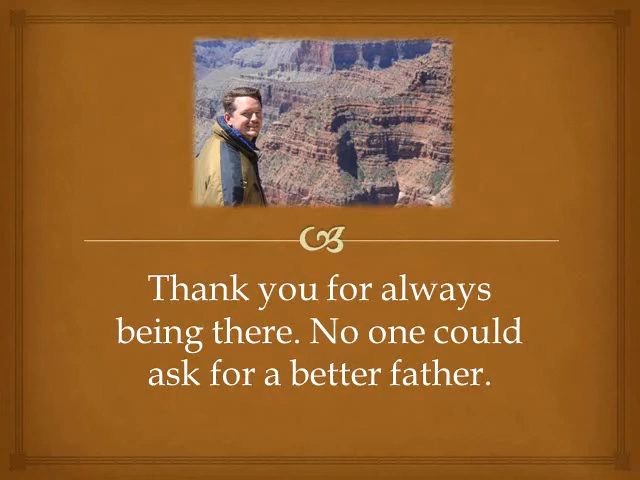 Thank you for always
being there. No one could
ask for a better father.